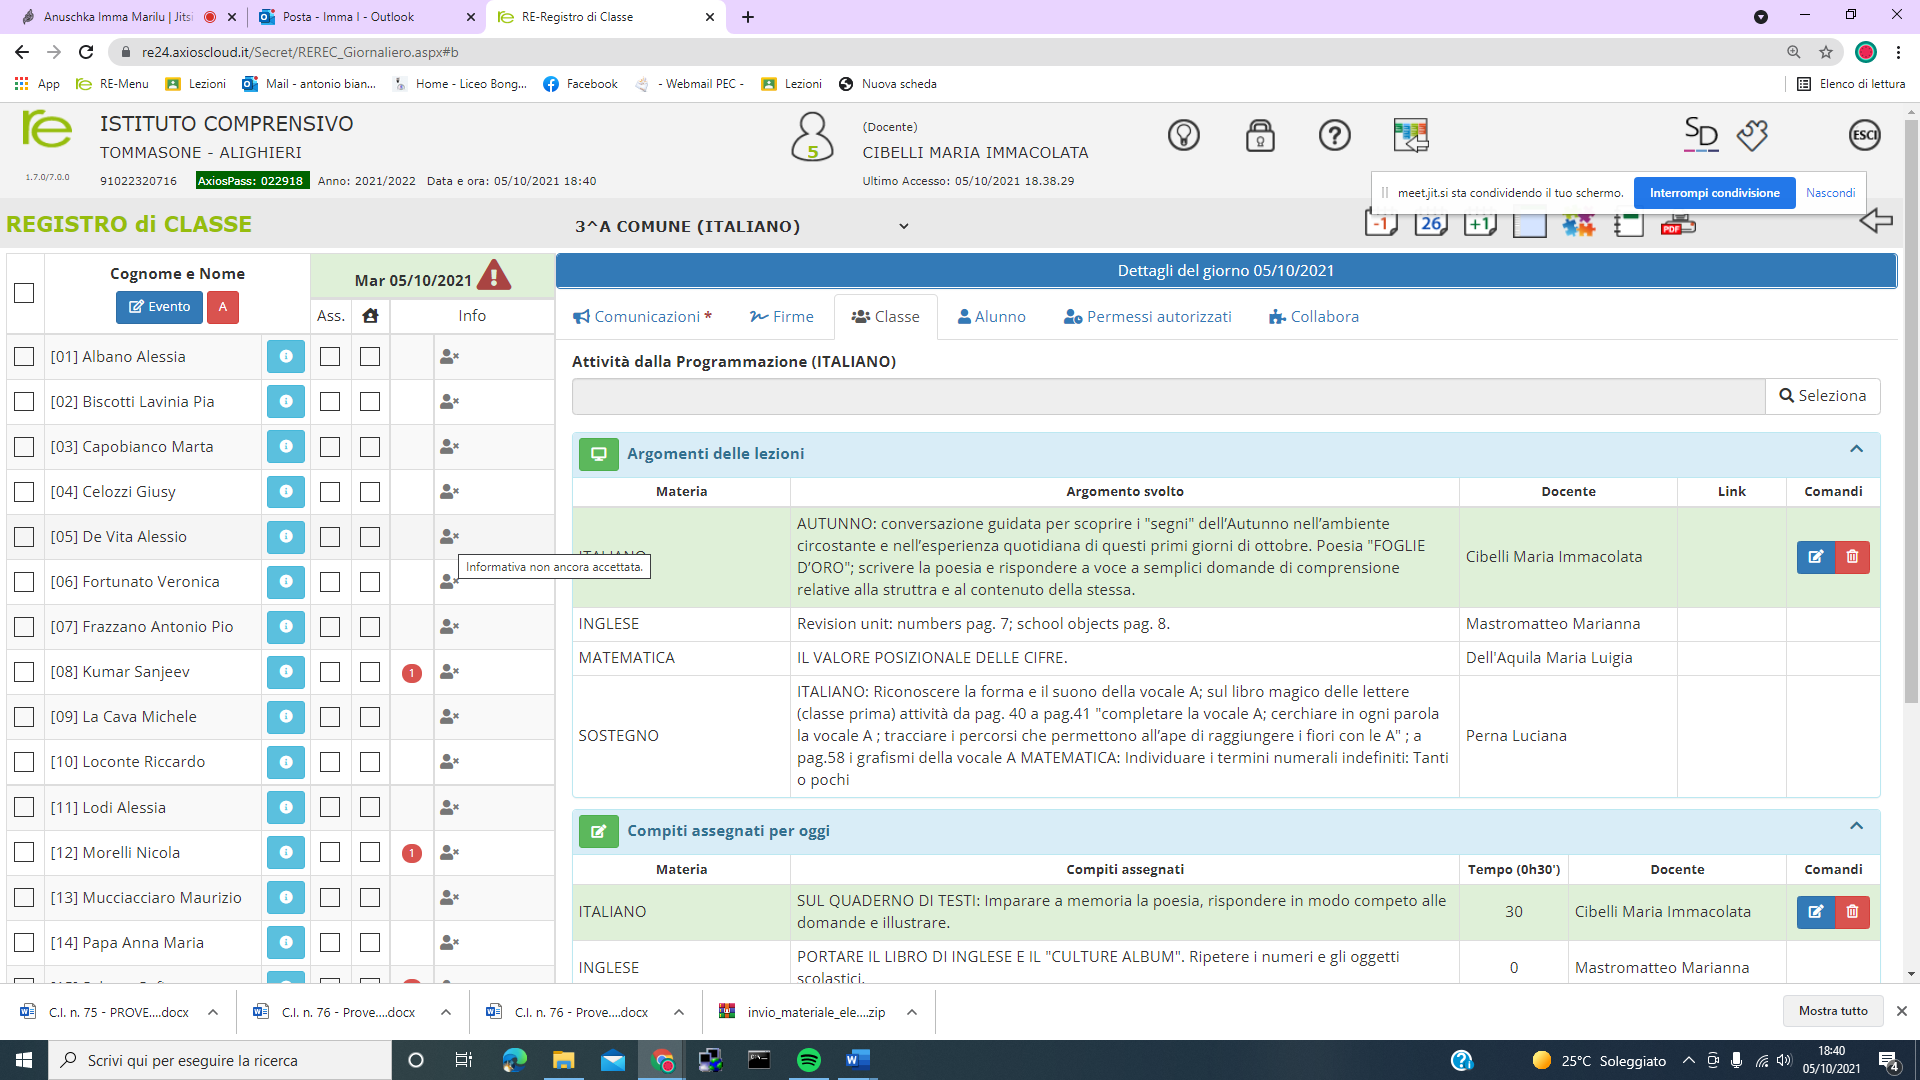 Anuschka Imma Marilu | Jitsi
Posta - Imma I - Outlook
RE-Registro di Classe
re24.axioscloud.it/Secret/REREC_Giornaliero.aspx#b
App
RE-Menu
Lezioni
Mail - antonio bian...
Home - Liceo Bong...
Facebook
- Webmail PEC -
Lezioni
Nuova scheda
Elenco di lettura
re
1.7.0/7.0.0
ISTITUTO COMPRENSIVO
TOMMASONE - ALIGHIERI
91022320716 AxiosPass: 022918 Anno: 2021/2022 Data e ora: 05/10/2021 18:40
5
(Docente)
CIBELLI MARIA IMMACOLATA
Ultimo Accesso: 05/10/2021 18.38.29
SD
ESCI
meet.jit.si sta condividendo il tuo schermo.
Interrompi condivisione
Nascondi
REGISTRO di CLASSE
3^A COMUNE (ITALIANO)
-1
26
+1
PDF
Cognome e Nome
Evento
A
Mar 05/10/2021
Ass.
Info
[01] Albano Alessia
[02] Biscotti Lavinia Pia
[03] Capobianco Marta
[04] Celozzi Giusy
[05] De Vita Alessio
[06] Fortunato Veronica
[07] Frazzano Antonio Pio
[08] Kumar Sanjeev 1
[09] La Cava Michele
[10] Loconte Riccardo
[11] Lodi Alessia
[12] Morelli Nicola 1
[13] Mucciacciaro Maurizio
[14] Papa Anna Maria
Informativa non ancora accettata.
Dettagli del giorno 05/10/2021
Comunicazioni *
Firme
Classe
Alunno
Permessi autorizzati
Collabora
Attività dalla Programmazione (ITALIANO)
Seleziona
Argomenti delle lezioni
Materia Argomento svolto Docente Link Comandi
ITALIANO
AUTUNNO: conversazione guidata per scoprire i "segni" dell'Autunno nell'ambiente
circostante e nell'esperienza quotidiana di questi primi giorni di ottobre. Poesia "FOGLIE
D'ORO"; scrivere la poesia e rispondere a voce a semplici domande di comprensione
relative alla struttra e al contenuto della stessa.
Cibelli Maria Immacolata
INGLESE Revision unit: numbers pag. 7; school objects pag. 8. Mastromatteo Marianna
MATEMATICA IL VALORE POSIZIONALE DELLE CIFRE. Dell'Aquila Maria Luigia
SOSTEGNO
ITALIANO: Riconoscere la forma e il suono della vocale A; sul libro magico delle lettere
(classe prima) attività da pag. 40 a pag.41 "completare la vocale A; cerchiare in ogni parola
la vocale A ; tracciare i percorsi che permettono all'ape di raggiungere i fiori con le A" ; a
pag.58 i grafismi della vocale A MATEMATICA: Individuare i termini numerali indefiniti: Tanti
o pochi
Perna Luciana
Compiti assegnati per oggi
Materia Compiti assegnati Tempo (0h30') Docente Comandi
ITALIANO
SUL QUADERNO DI TESTI: Imparare a memoria la poesia, rispondere in modo competo alle
domande e illustrare.
30 Cibelli Maria Immacolata
INGLESE
PORTARE IL LIBRO DI INGLESE E IL "CULTURE ALBUM". Ripetere i numeri e gli oggetti
scolastici.
0 Mastromatteo Marianna
C.I. n. 75 - PROVE....docx
C.I. n. 76 - Prove....docx
C.I. n. 76 - Prove....docx
invio_materiale_ele....zip
Mostra tutto
Scrivi qui per eseguire la ricerca
25°C Soleggiato
18:40
05/10/2021
4